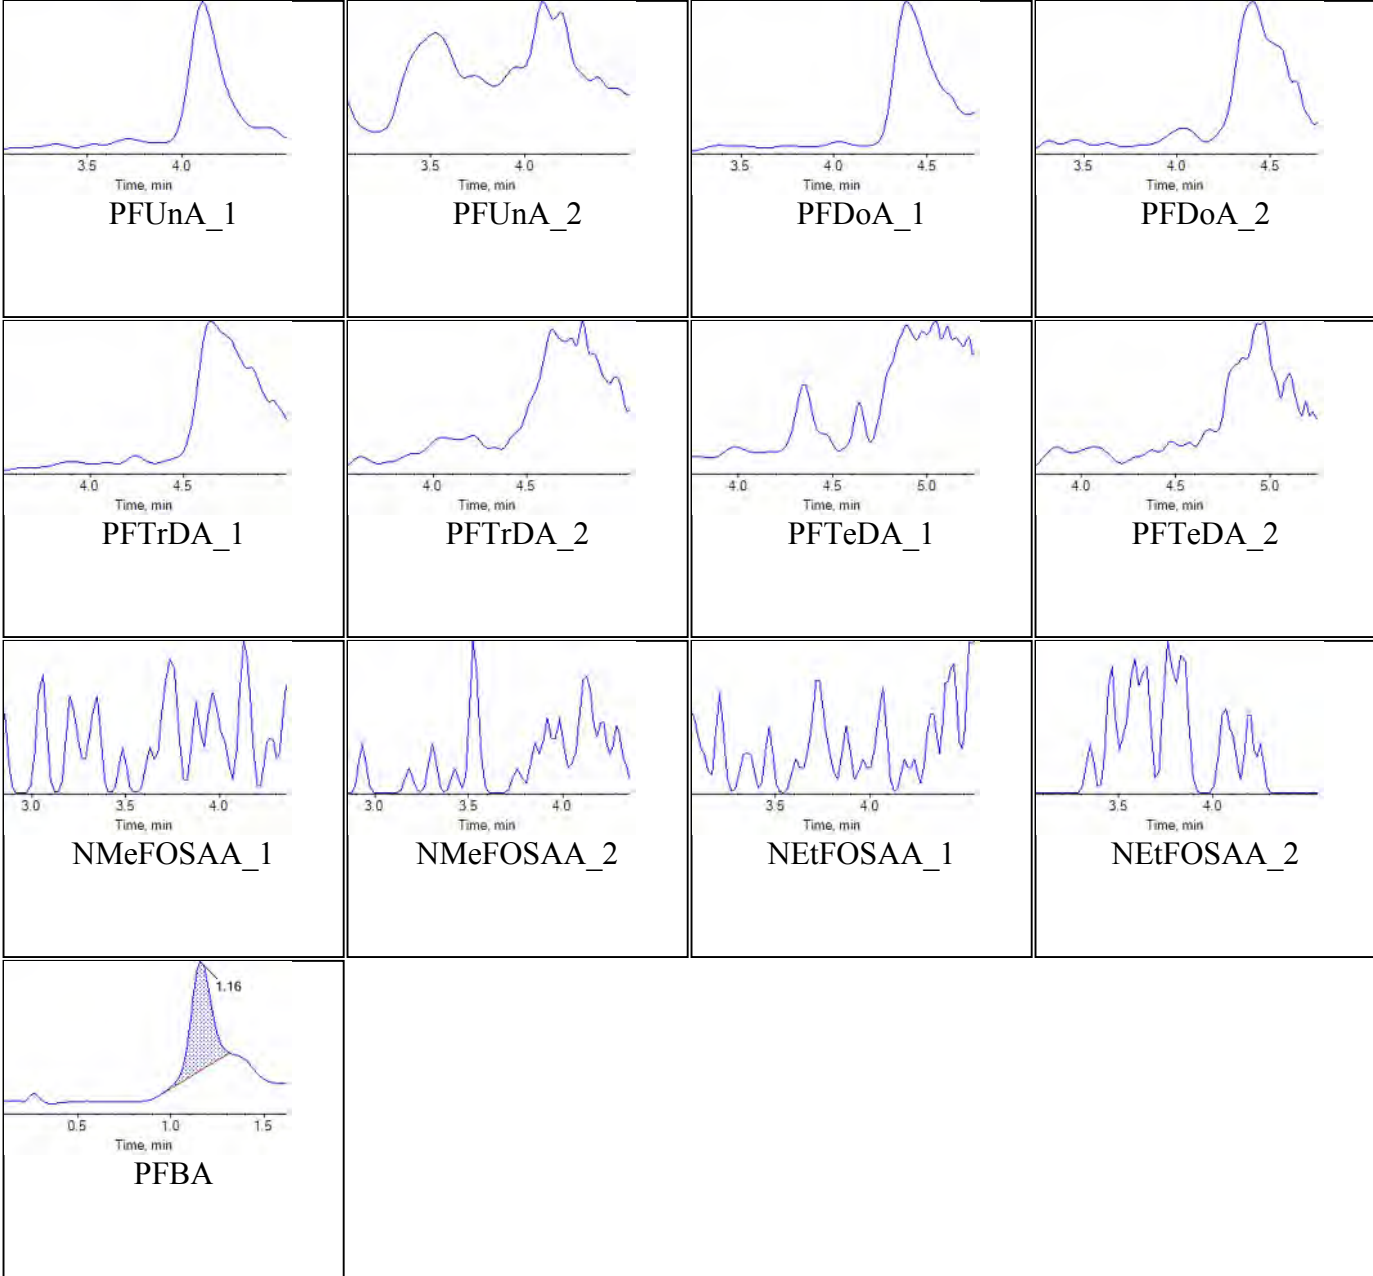 3.5 4.0
Time, min
PFUnA_1
3.5 4.0
Time, min
PFUnA_2
3.5 4.0 4.5
Time, min
PFDoA_1
3.5 4.0 4.5
Time, min
PFDoA_2
4.0 4.5
Time, min
PFTrDA_1
4.0 4.5
Time, min
PFTrDA_2
4.0 4.5 5.0
Time, min
PFTeDA_1
4.0 4.5 5.0
Time, min
PFTeDA_2
3.0 3.5 4.0
Time, min
NMeFOSAA_1
3.0 3.5 4.0
Time, min
NMeFOSAA_2
3.5 4.0
Time, min
NEtFOSAA_1
3.5 4.0
Time, min
NEtFOSAA_2
1.16
0.5 1.0 1.5
Time, min
PFBA